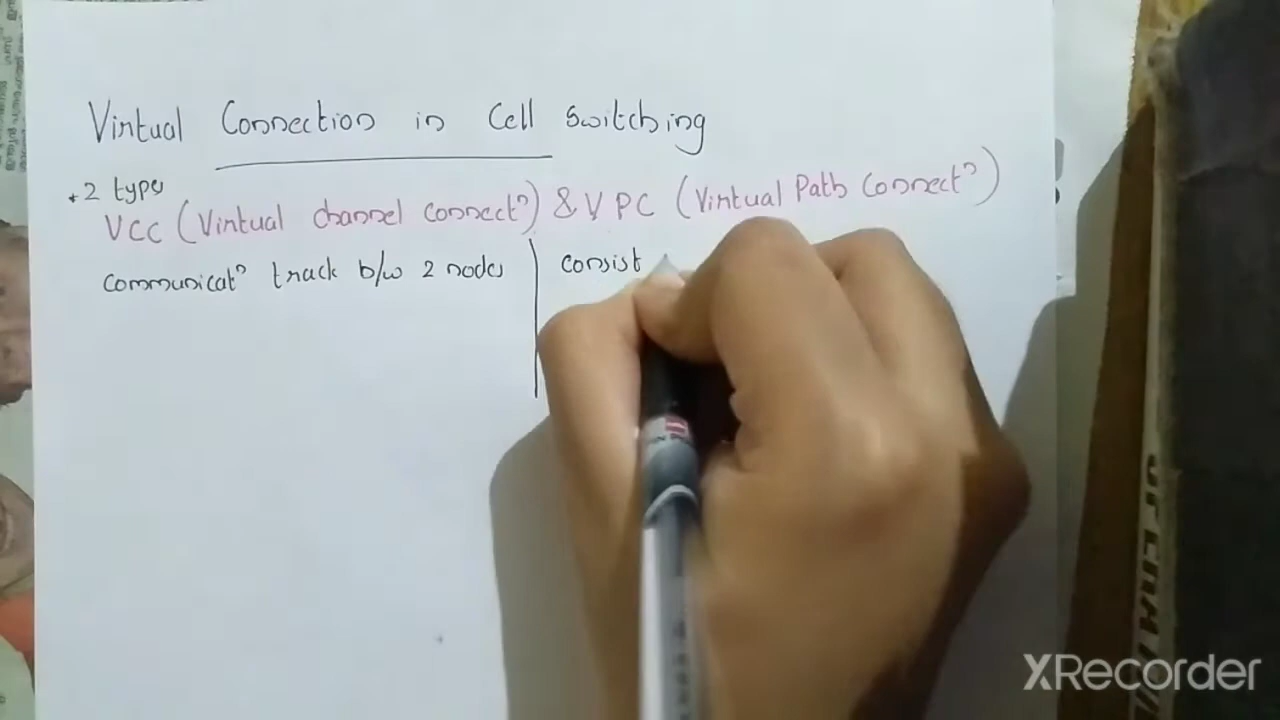 Virtual Connection in Cell Switching
+ 2 type
VCC (Virtual channel connectⁿ) & VPC (Virtual Path Connectⁿ)
communicatⁿ track b/w 2 nodes
consist
XRecorder